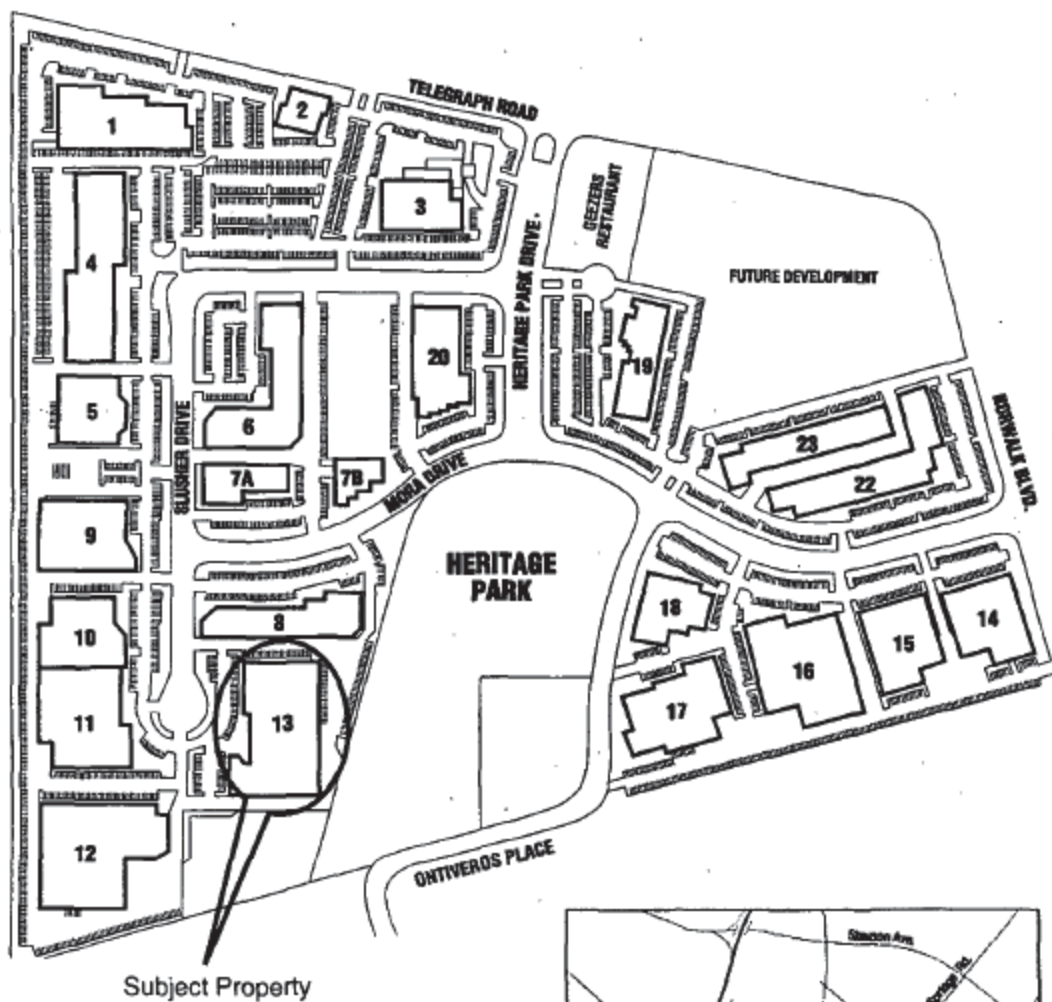 TELEGRAPH ROAD
1
2
3
GEEZERS
RESTAURANT
4
HERITAGE PARK DRIVE
FUTURE DEVELOPMENT
20
19
5
6
SLUSHER DRIVE
NORWALK BLVD.
23
22
7A
7B
MORA DRIVE
9
HERITAGE
PARK
8
10
18
14
15
16
11
13
17
12
ONTIVEROS PLACE
Subject Property